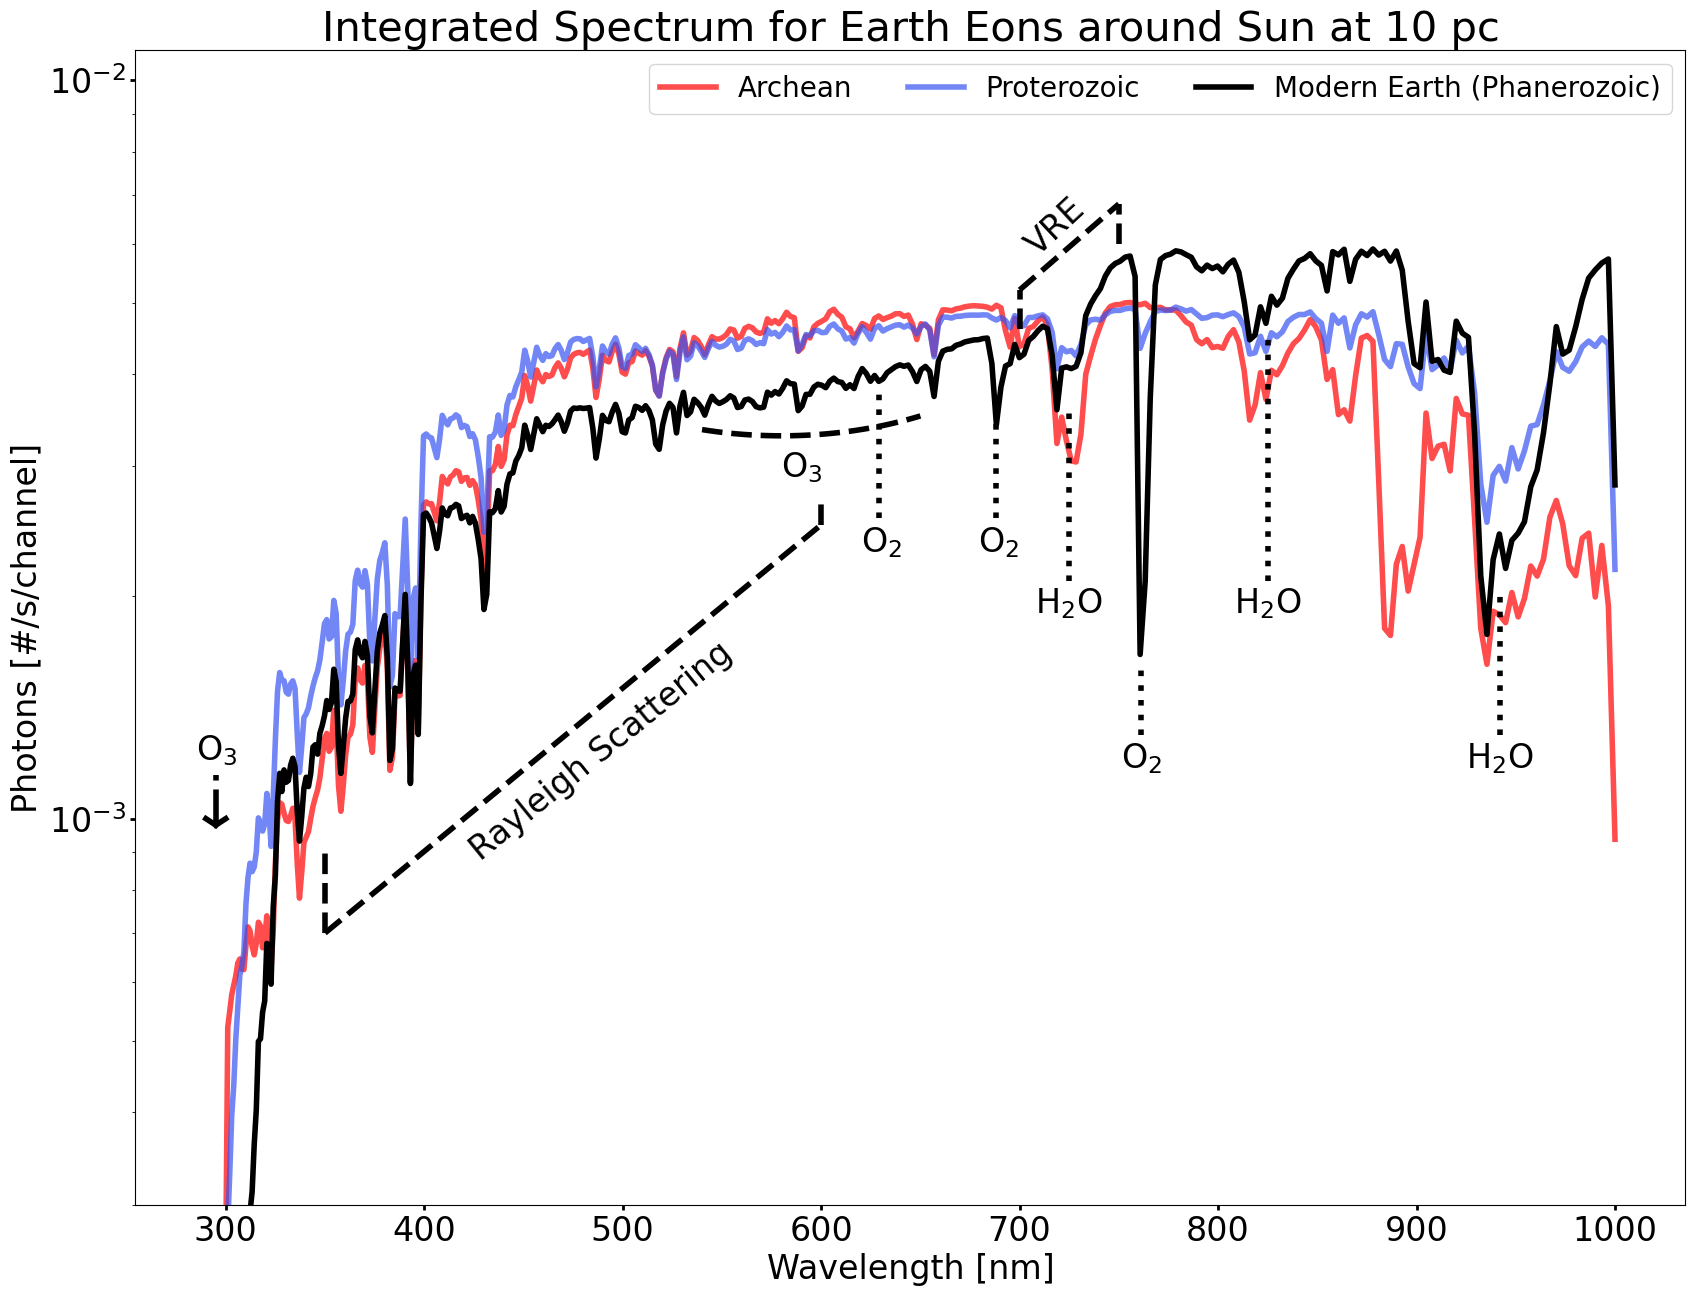 Integrated Spectrum for Earth Eons around Sun at 10 pc
Archean Proterozoic Modern Earth (Phanerozoic)
Photons [#/s/channel]
10⁻²
10⁻³
VRE
O₃
O₂ O₂
H₂O H₂O
Rayleigh Scattering
O₃
O₂ H₂O
300 400 500 600 700 800 900 1000
Wavelength [nm]